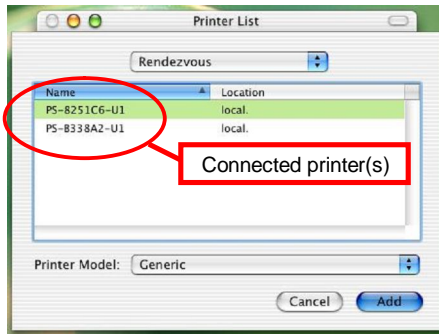 Printer List
Rendezvous
Name Location
PS-8251C6-U1 local.
PS-B338A2-U1 local.
Connected printer(s)
Printer Model: Generic
Cancel Add